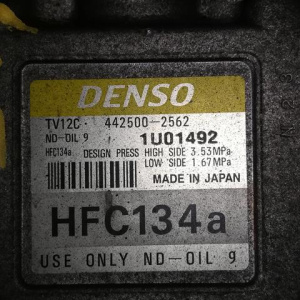 DENSO
TV12C· 442500-2562
ND-OIL 9 1U01492
HFC134a DESIGN PRESS HIGH SIDE 3.53MPa
LOW SIDE 1.67MPa
MADE IN JAPAN
HFC134a
USE ONLY ND-OIL 9